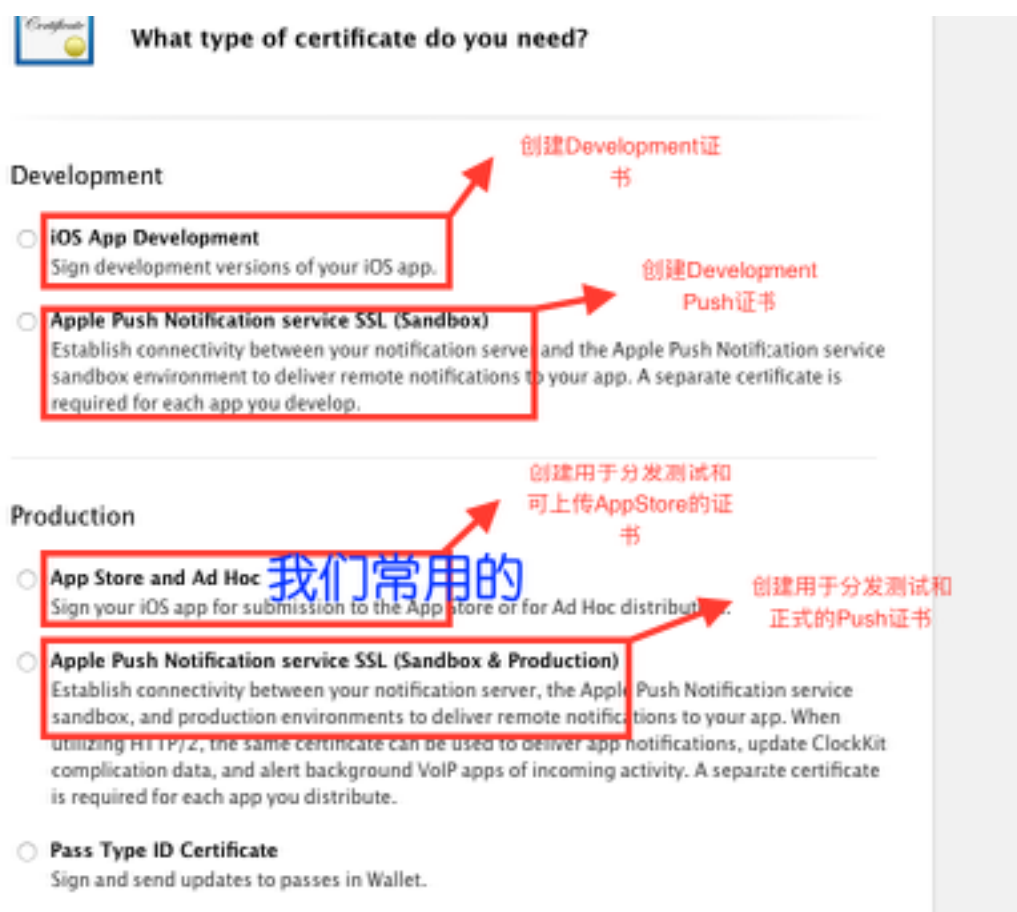 Certificate
What type of certificate do you need?
创建Development证
书
Development
iOS App Development
Sign development versions of your iOS app.
创建Development
Push证书
Apple Push Notification service SSL (Sandbox)
Establish connectivity between your notification server and the Apple Push Notification service
sandbox environment to deliver remote notifications to your app. A separate certificate is
required for each app you develop.
创建用于分发测试和
可上传AppStore的证
书
Production
App Store and Ad Hoc
我们常用的
Sign your iOS app for submission to the App Store or for Ad Hoc
创建用于分发测试和
正式的Push证书
Apple Push Notification service SSL (Sandbox & Production)
Establish connectivity between your notification server, the Apple Push Notification service
sandbox, and production environments to deliver remote notifications to your app. When
utilizing HTTP/2, the same certificate can be used to deliver app notifications, update ClockKit
complication data, and alert background VoIP apps of incoming activity. A separate certificate
is required for each app you distribute.
Pass Type ID Certificate
Sign and send updates to passes in Wallet.